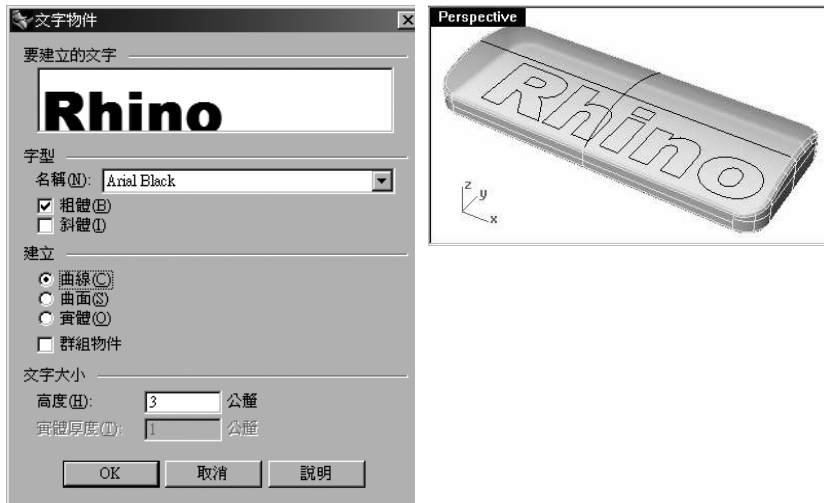 文字物件
要建立的文字
Rhino
字型
名稱(N): Arial Black
粗體(B)
斜體(I)
建立
曲線(C)
曲面(S)
實體(O)
群組物件
文字大小
高度(H): 3 公釐
實體厚度(T): 1 公釐
OK 取消 說明
Perspective
Rhino
z
y
x